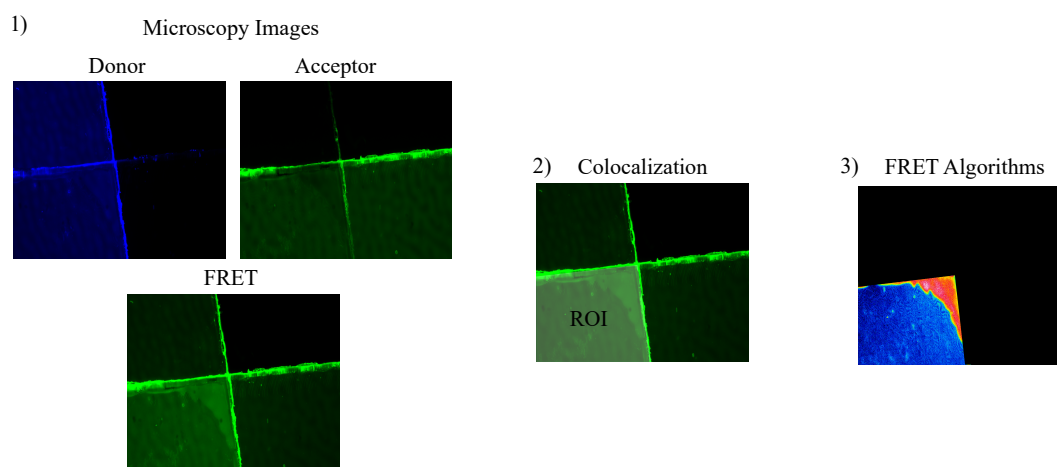 1)
Microscopy Images
Donor
Acceptor
FRET
2) Colocalization
ROI
3) FRET Algorithms